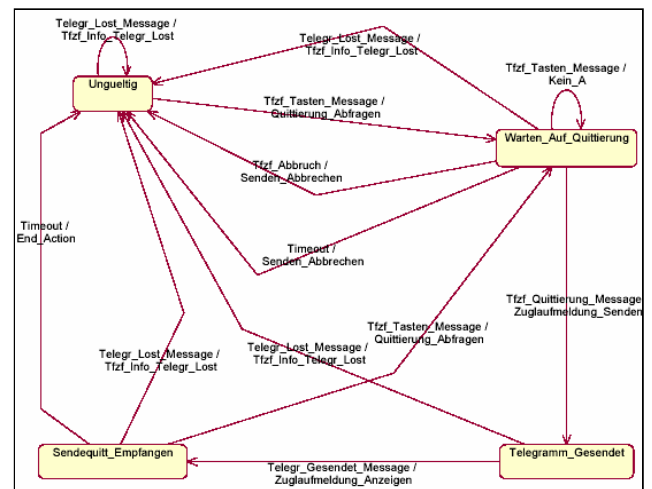 Telegr_Lost_Message /
Tfzf_Info_Telegr_Lost
Telegr_Lost_Message /
Tfzf_Info_Telegr_Lost
Tfzf_Tasten_Message /
Kein_A
Ungueltig
Tfzf_Tasten_Message /
Quittierung_Abfragen
Warten_Auf_Quittierung
Tfzf_Abbruch /
Senden_Abbrechen
Timeout /
End_Action
Timeout /
Senden_Abbrechen
Tfzf_Quittierung_Message
Zuglaufmeldung_Senden
Tfzf_Tasten_Message /
Quittierung_Abfragen
Telegr_Lost_Message /
Tfzf_Info_Telegr_Lost
Telegr_Lost_Message /
Tfzf_Info_Telegr_Lost
Sendequitt_Empfangen
Telegramm_Gesendet
Telegr_Gesendet_Message /
Zuglaufmeldung_Anzeigen